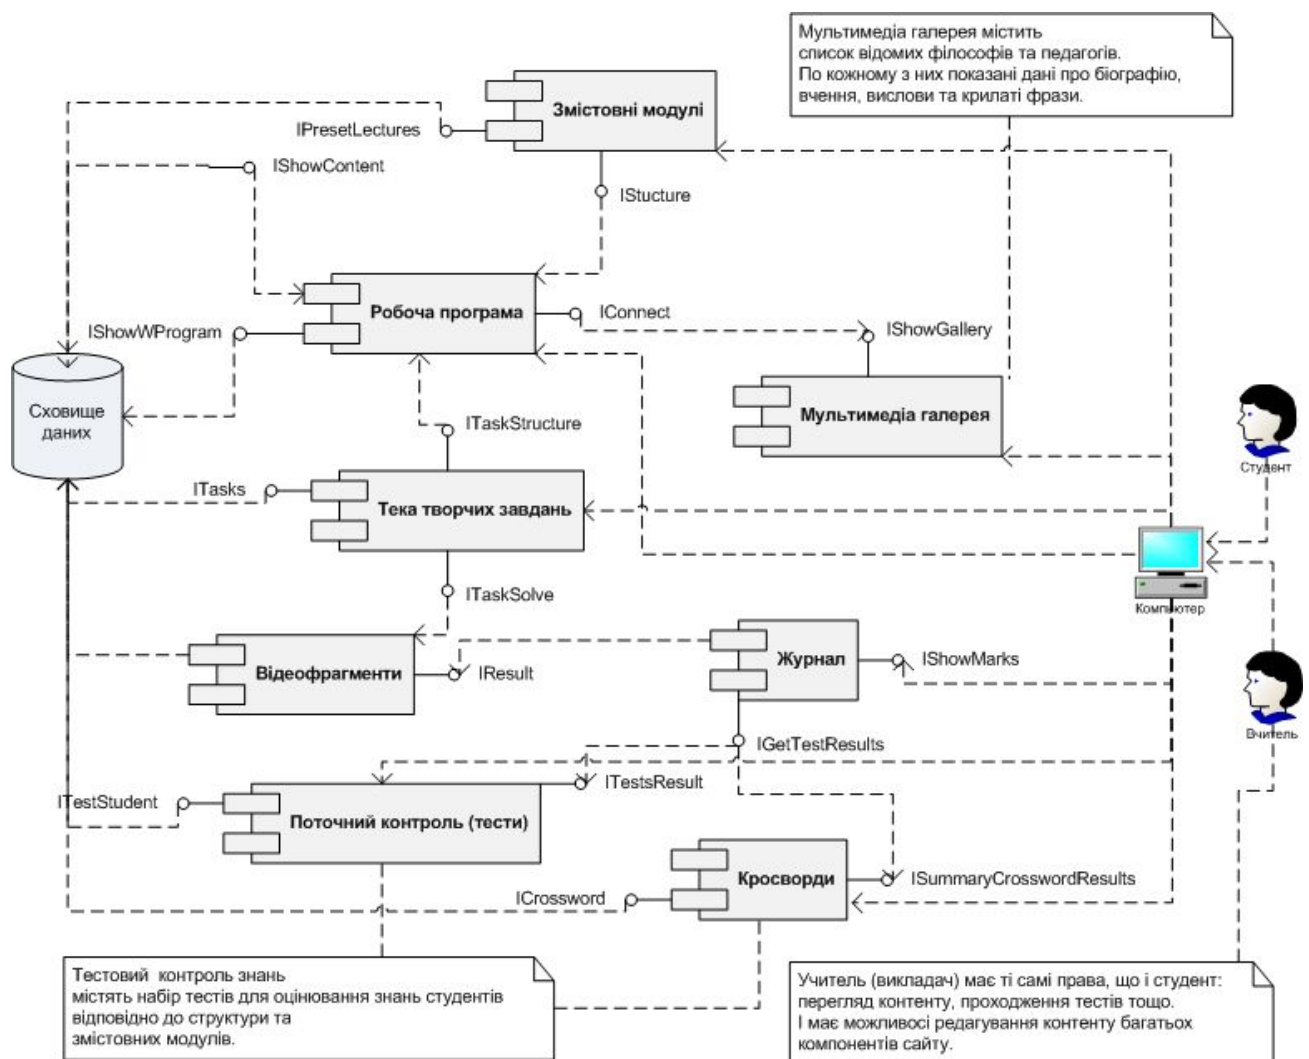 Мультимедіа галерея містить
список відомих філософів та педагогів.
По кожному з них показані дані про біографію,
вчення, вислови та крилаті фрази.
Змістовні модулі
IPresetLectures
IShowContent
IStucture
Робоча програма
IConnect
IShowWProgram
IShowGallery
Сховище
даних
Мультимедіа галерея
ITaskStructure
Студент
ITasks
Тека творчих завдань
ITaskSolve
Компьютер
Відеофрагменти
IResult
Журнал
IShowMarks
Вчитель
IGetTestResults
ITestsResult
ITestStudent
Поточний контроль (тести)
Кросворди
ISummaryCrosswordResults
ICrossword
Тестовий контроль знань
містять набір тестів для оцінювання знань студентів
відповідно до структури та
змістовних модулів.
Учитель (викладач) має ті самі права, що і студент:
перегляд контенту, проходження тестів тощо.
І має можливосі редагування контенту багатьох
компонентів сайту.